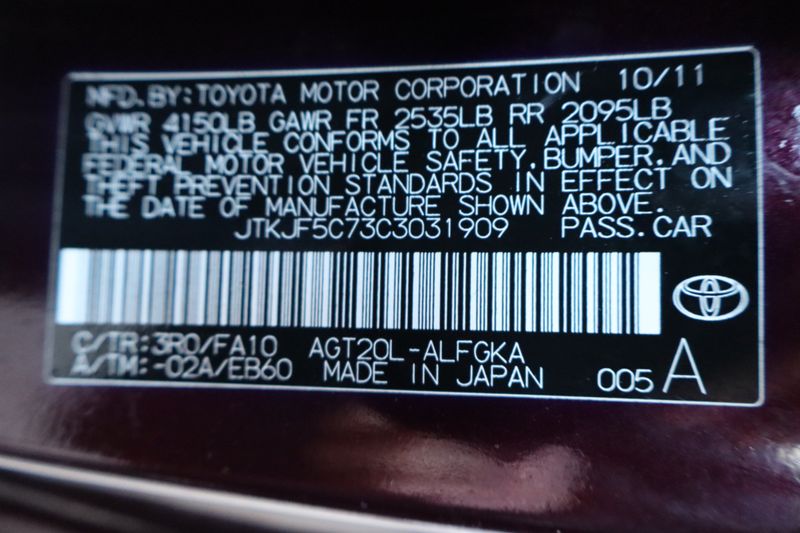 MFD. BY: TOYOTA MOTOR CORPORATION 10/11
GVWR 4150LB GAWR FR 2535LB RR 2095LB
THIS VEHICLE CONFORMS TO ALL APPLICABLE
FEDERAL MOTOR VEHICLE SAFETY, BUMPER, AND
THEFT PREVENTION STANDARDS IN EFFECT ON
THE DATE OF MANUFACTURE SHOWN ABOVE.
JTKJF5C73C3031909 PASS. CAR
C/TR: 3R0/FA10 AGT20L-ALFGKA
A/TM: -02A/EB60 MADE IN JAPAN 005 A